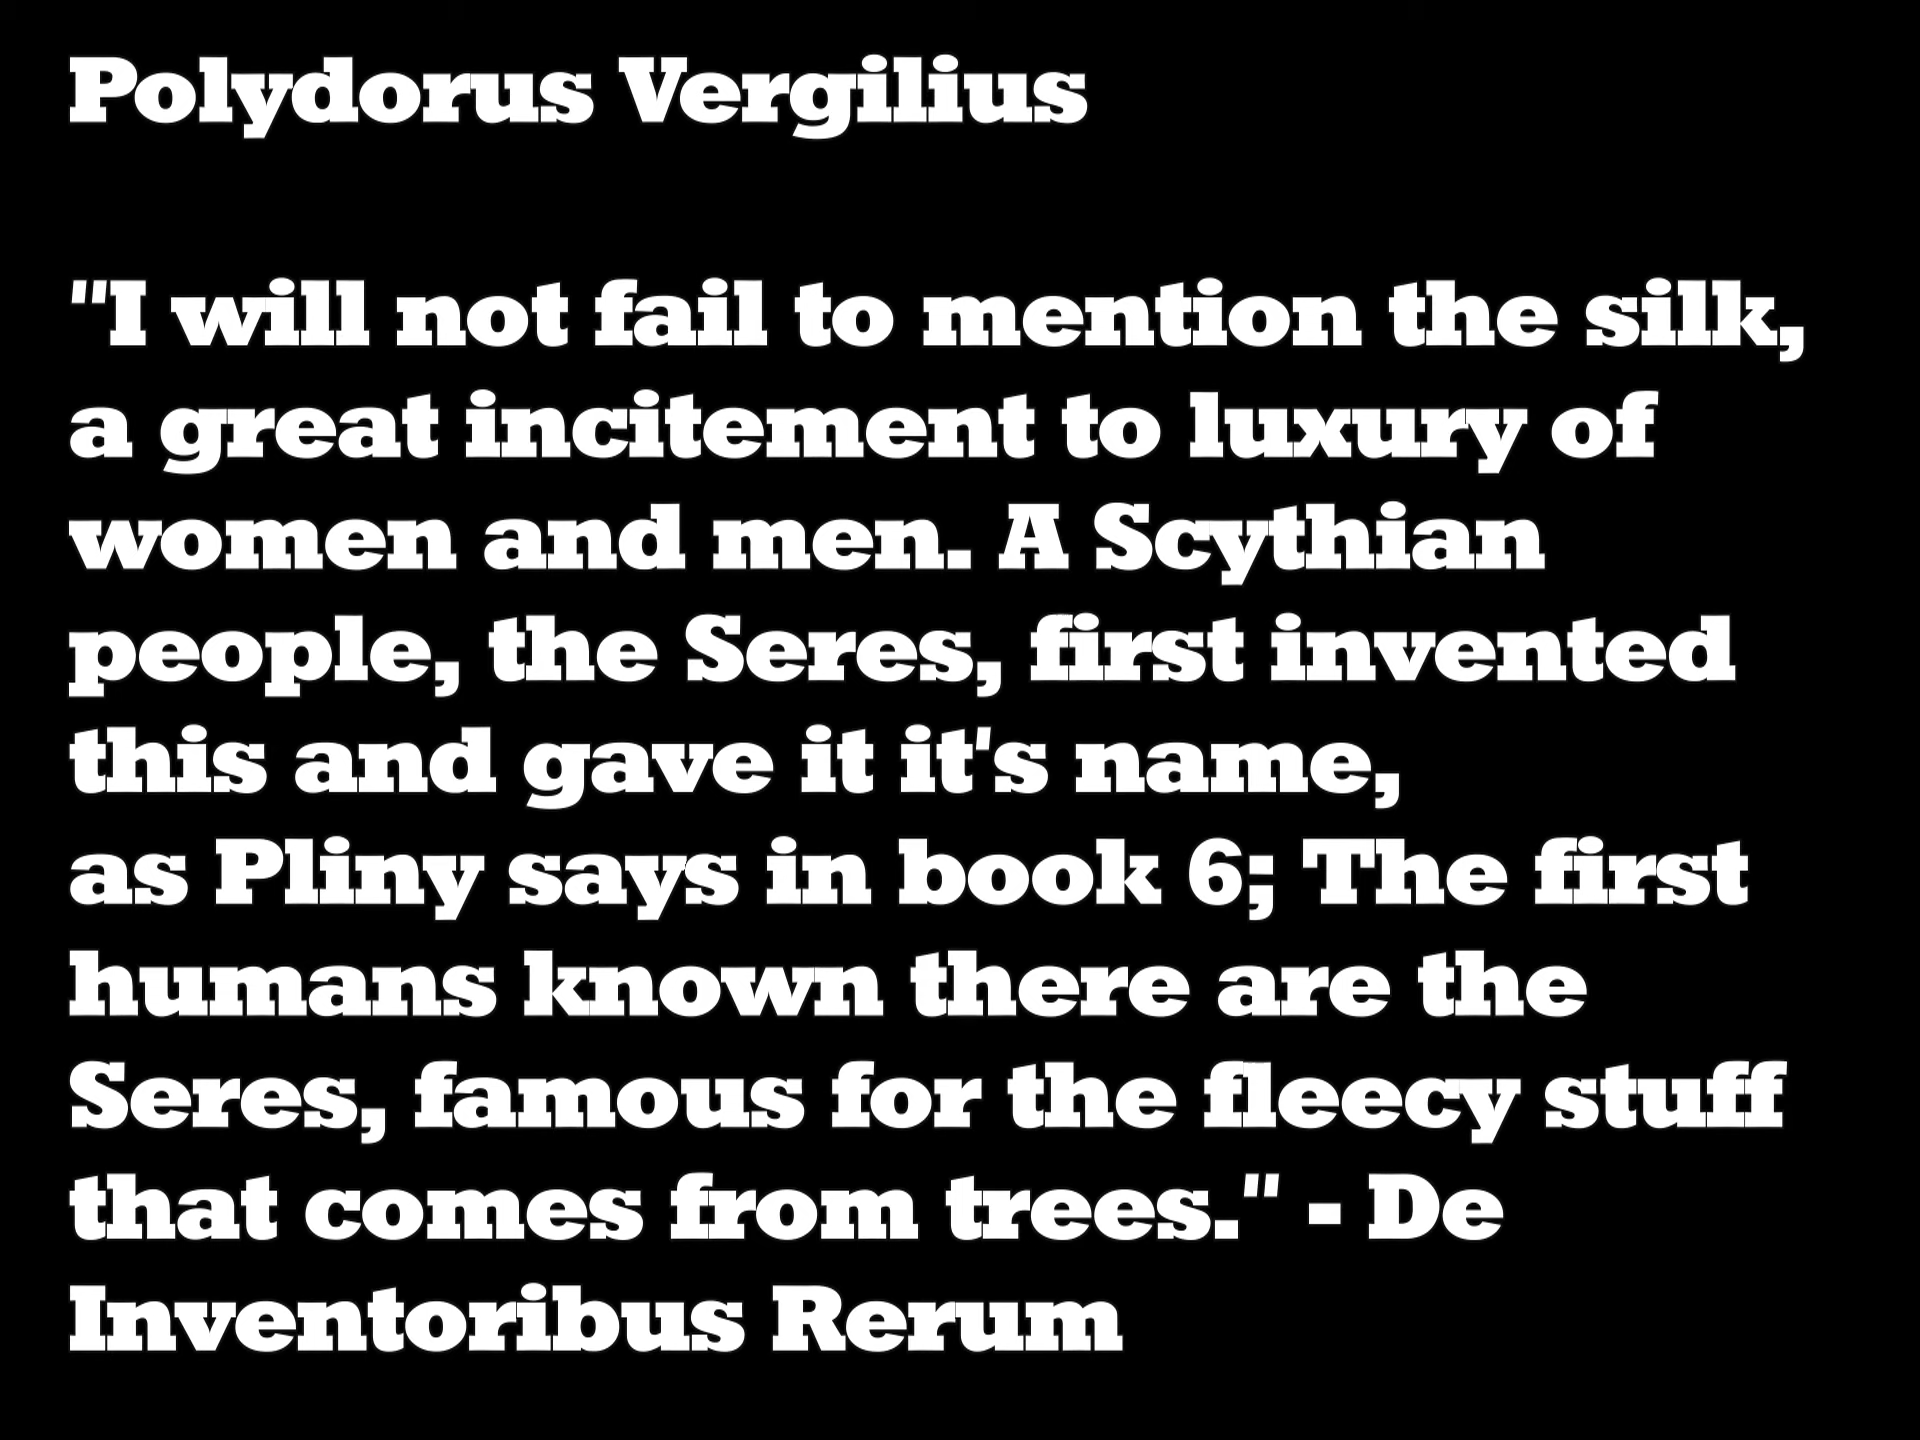 Polydorus Vergilius
"I will not fail to mention the silk,
a great incitement to luxury of
women and men. A Scythian
people, the Seres, first invented
this and gave it it's name,
as Pliny says in book 6; The first
humans known there are the
Seres, famous for the fleecy stuff
that comes from trees." - De
Inventoribus Rerum